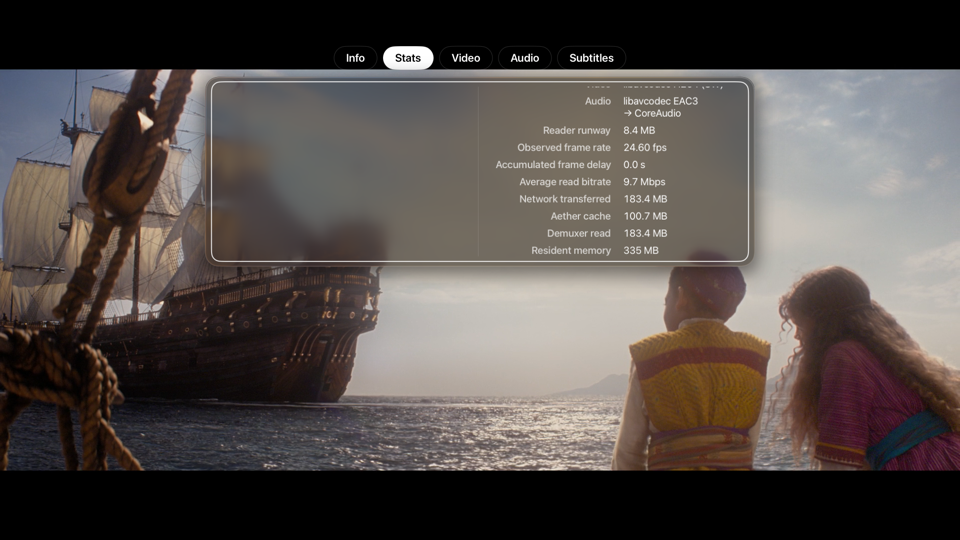 Info
Stats
Video
Audio
Subtitles
Audio libavcodec EAC3
→ CoreAudio
Reader runway 8.4 MB
Observed frame rate 24.60 fps
Accumulated frame delay 0.0 s
Average read bitrate 9.7 Mbps
Network transferred 183.4 MB
Aether cache 100.7 MB
Demuxer read 183.4 MB
Resident memory 335 MB